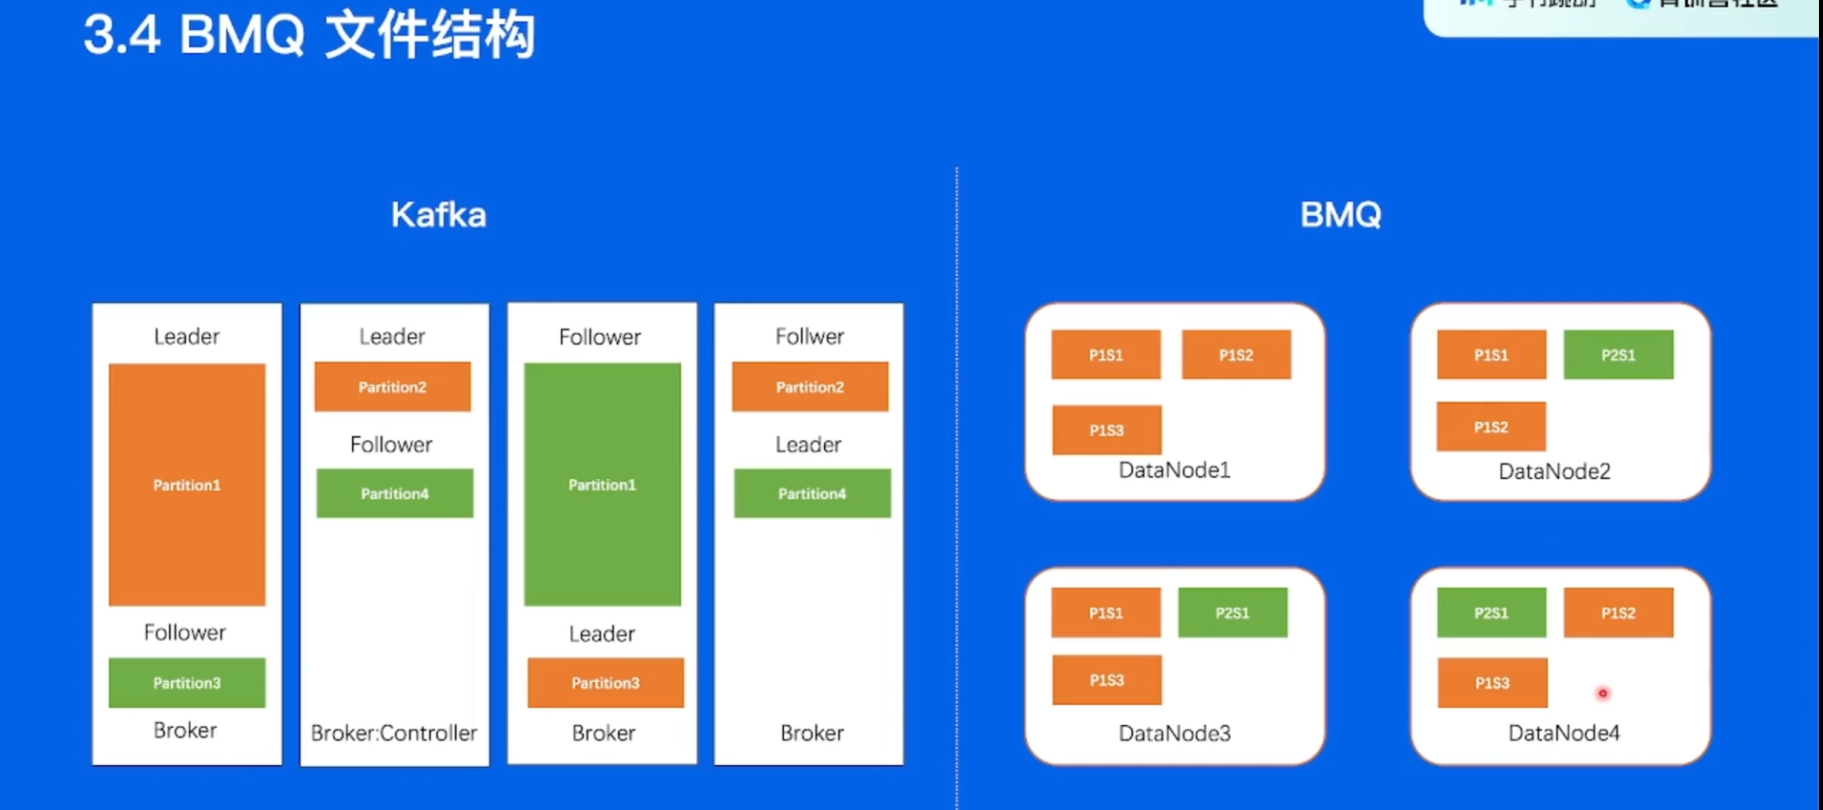 3.4 BMQ 文件结构
Kafka
Leader
Partition1
Follower
Partition3
Broker
Leader
Partition2
Follower
Partition4
Broker:Controller
Follower
Partition1
Leader
Partition3
Broker
Follwer
Partition2
Leader
Partition4
Broker
BMQ
P1S1
P1S2
P1S3
DataNode1
P1S1
P2S1
P1S2
DataNode2
P1S1
P2S1
P1S3
DataNode3
P2S1
P1S2
P1S3
DataNode4